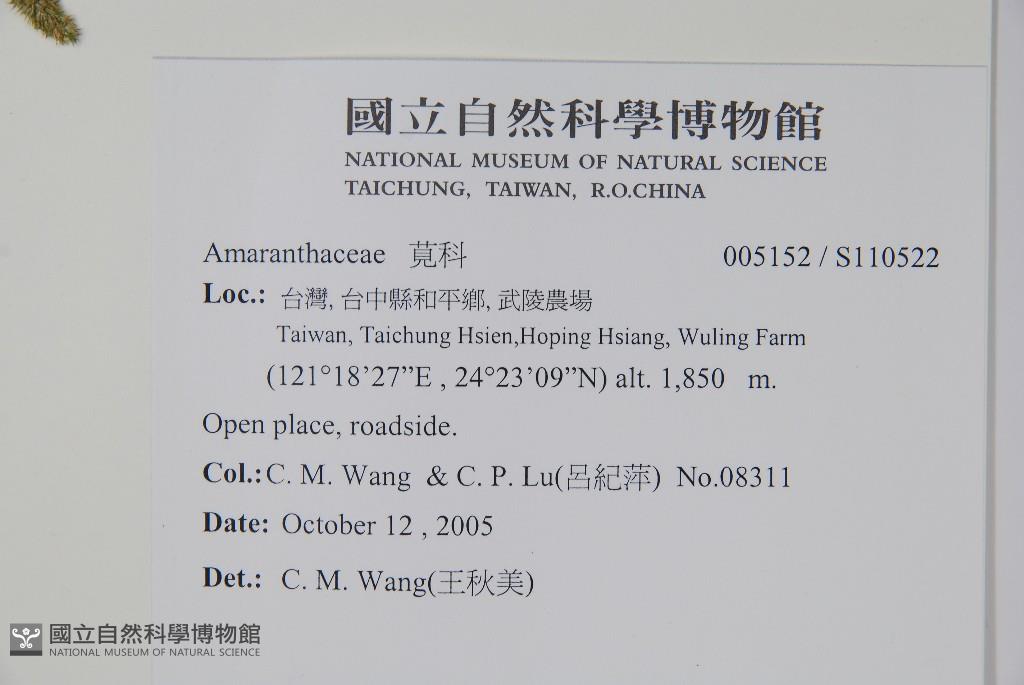 國立自然科學博物館
NATIONAL MUSEUM OF NATURAL SCIENCE
TAICHUNG, TAIWAN, R.O.CHINA
Amaranthaceae 莧科 005152 / S110522
Loc.: 台灣, 台中縣和平鄉, 武陵農場
Taiwan, Taichung Hsien,Hoping Hsiang, Wuling Farm
(121°18’27”E , 24°23’09”N) alt. 1,850 m.
Open place, roadside.
Col.:C. M. Wang & C. P. Lu(呂紀萍) No.08311
Date: October 12 , 2005
Det.: C. M. Wang(王秋美)
國立自然科學博物館
NATIONAL MUSEUM OF NATURAL SCIENCE